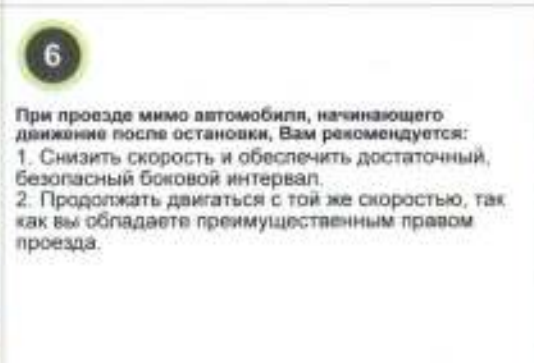 6
При проезде мимо автомобиля, начинающего
движение после остановки, Вам рекомендуется:
1. Снизить скорость и обеспечить достаточный,
безопасный боковой интервал.
2. Продолжать двигаться с той же скоростью, так
как вы обладаете преимущественным правом
проезда.